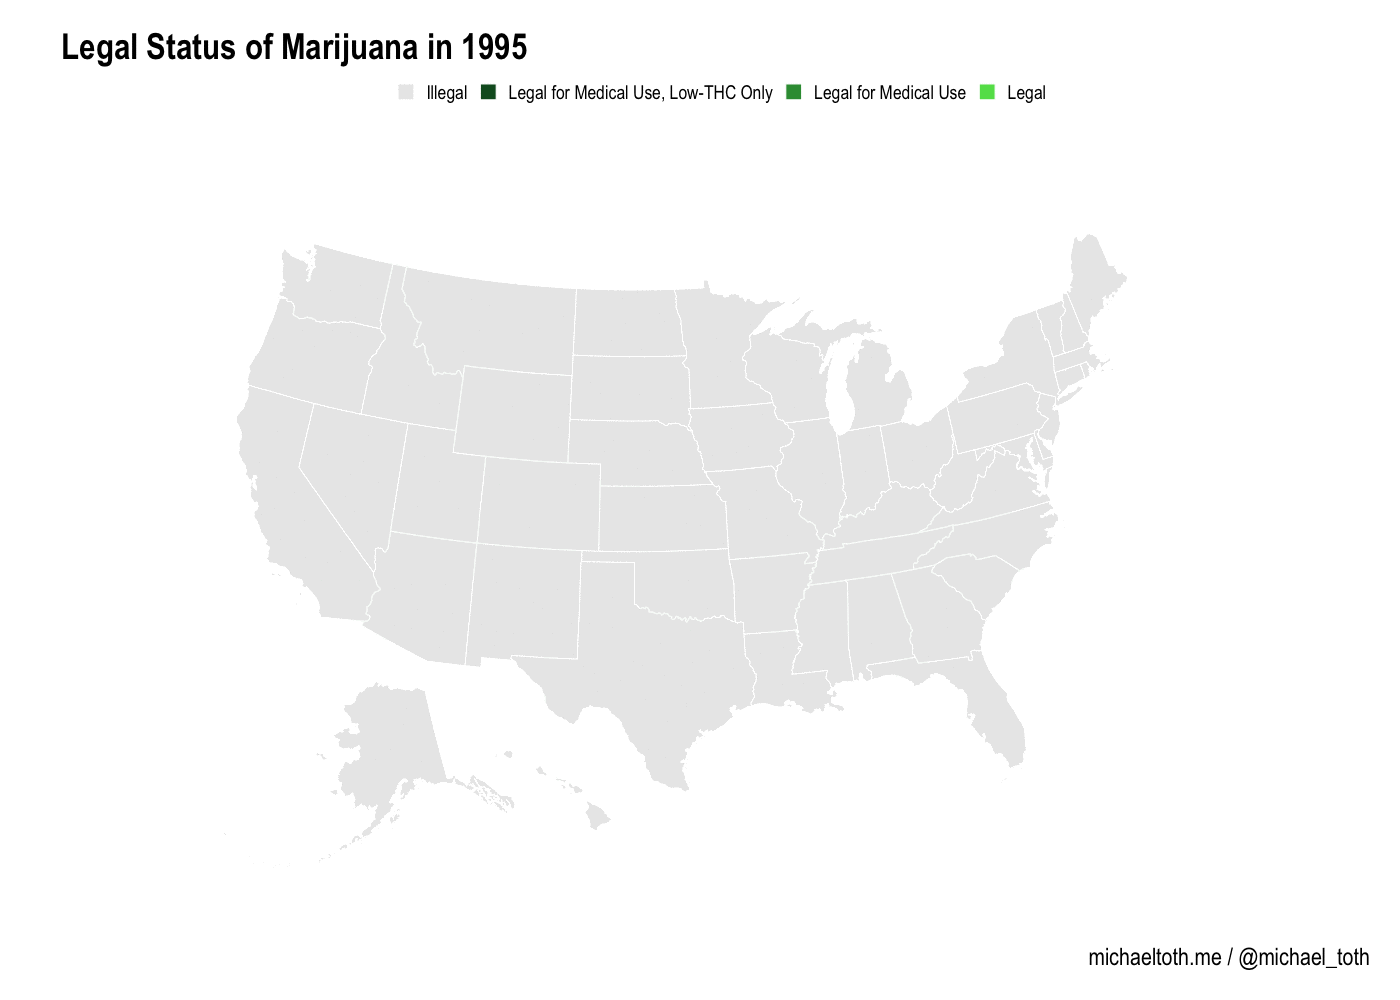 Legal Status of Marijuana in 1995
Illegal Legal for Medical Use, Low-THC Only Legal for Medical Use Legal
michaeltoth.me / @michael_toth